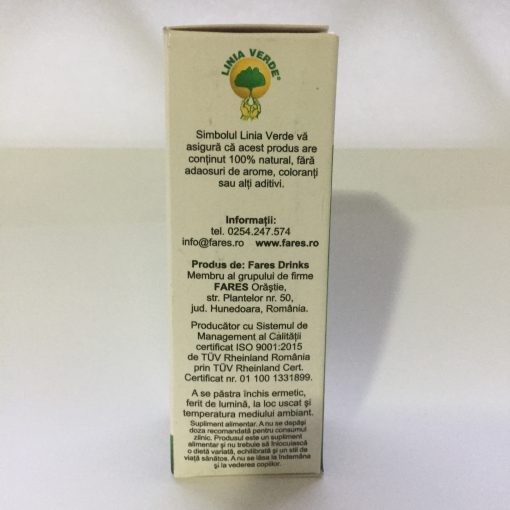 LINIA VERDE®
Simbolul Linia Verde vă
asigură că acest produs are
conținut 100% natural, fără
adaosuri de arome, coloranți
sau alți aditivi.
Informații:
tel. 0254.247.574
info@fares.ro www.fares.ro
Produs de: Fares Drinks
Membru al grupului de firme
FARES Orăștie,
str. Plantelor nr. 50,
jud. Hunedoara, România.
Producător cu Sistemul de
Management al Calității
certificat ISO 9001:2015
de TÜV Rheinland România
prin TÜV Rheinland Cert.
Certificat nr. 01 100 1331899.
A se păstra închis ermetic,
ferit de lumină, la loc uscat și
temperatura mediului ambiant.
Supliment alimentar. A nu se depăși
doza recomandată pentru consumul
zilnic. Produsul este un supliment
alimentar și nu trebuie să înlocuiască
o dietă variată, echilibrată și un stil de
viață sănătos. A nu se lăsa la îndemâna
și la vederea copiilor.